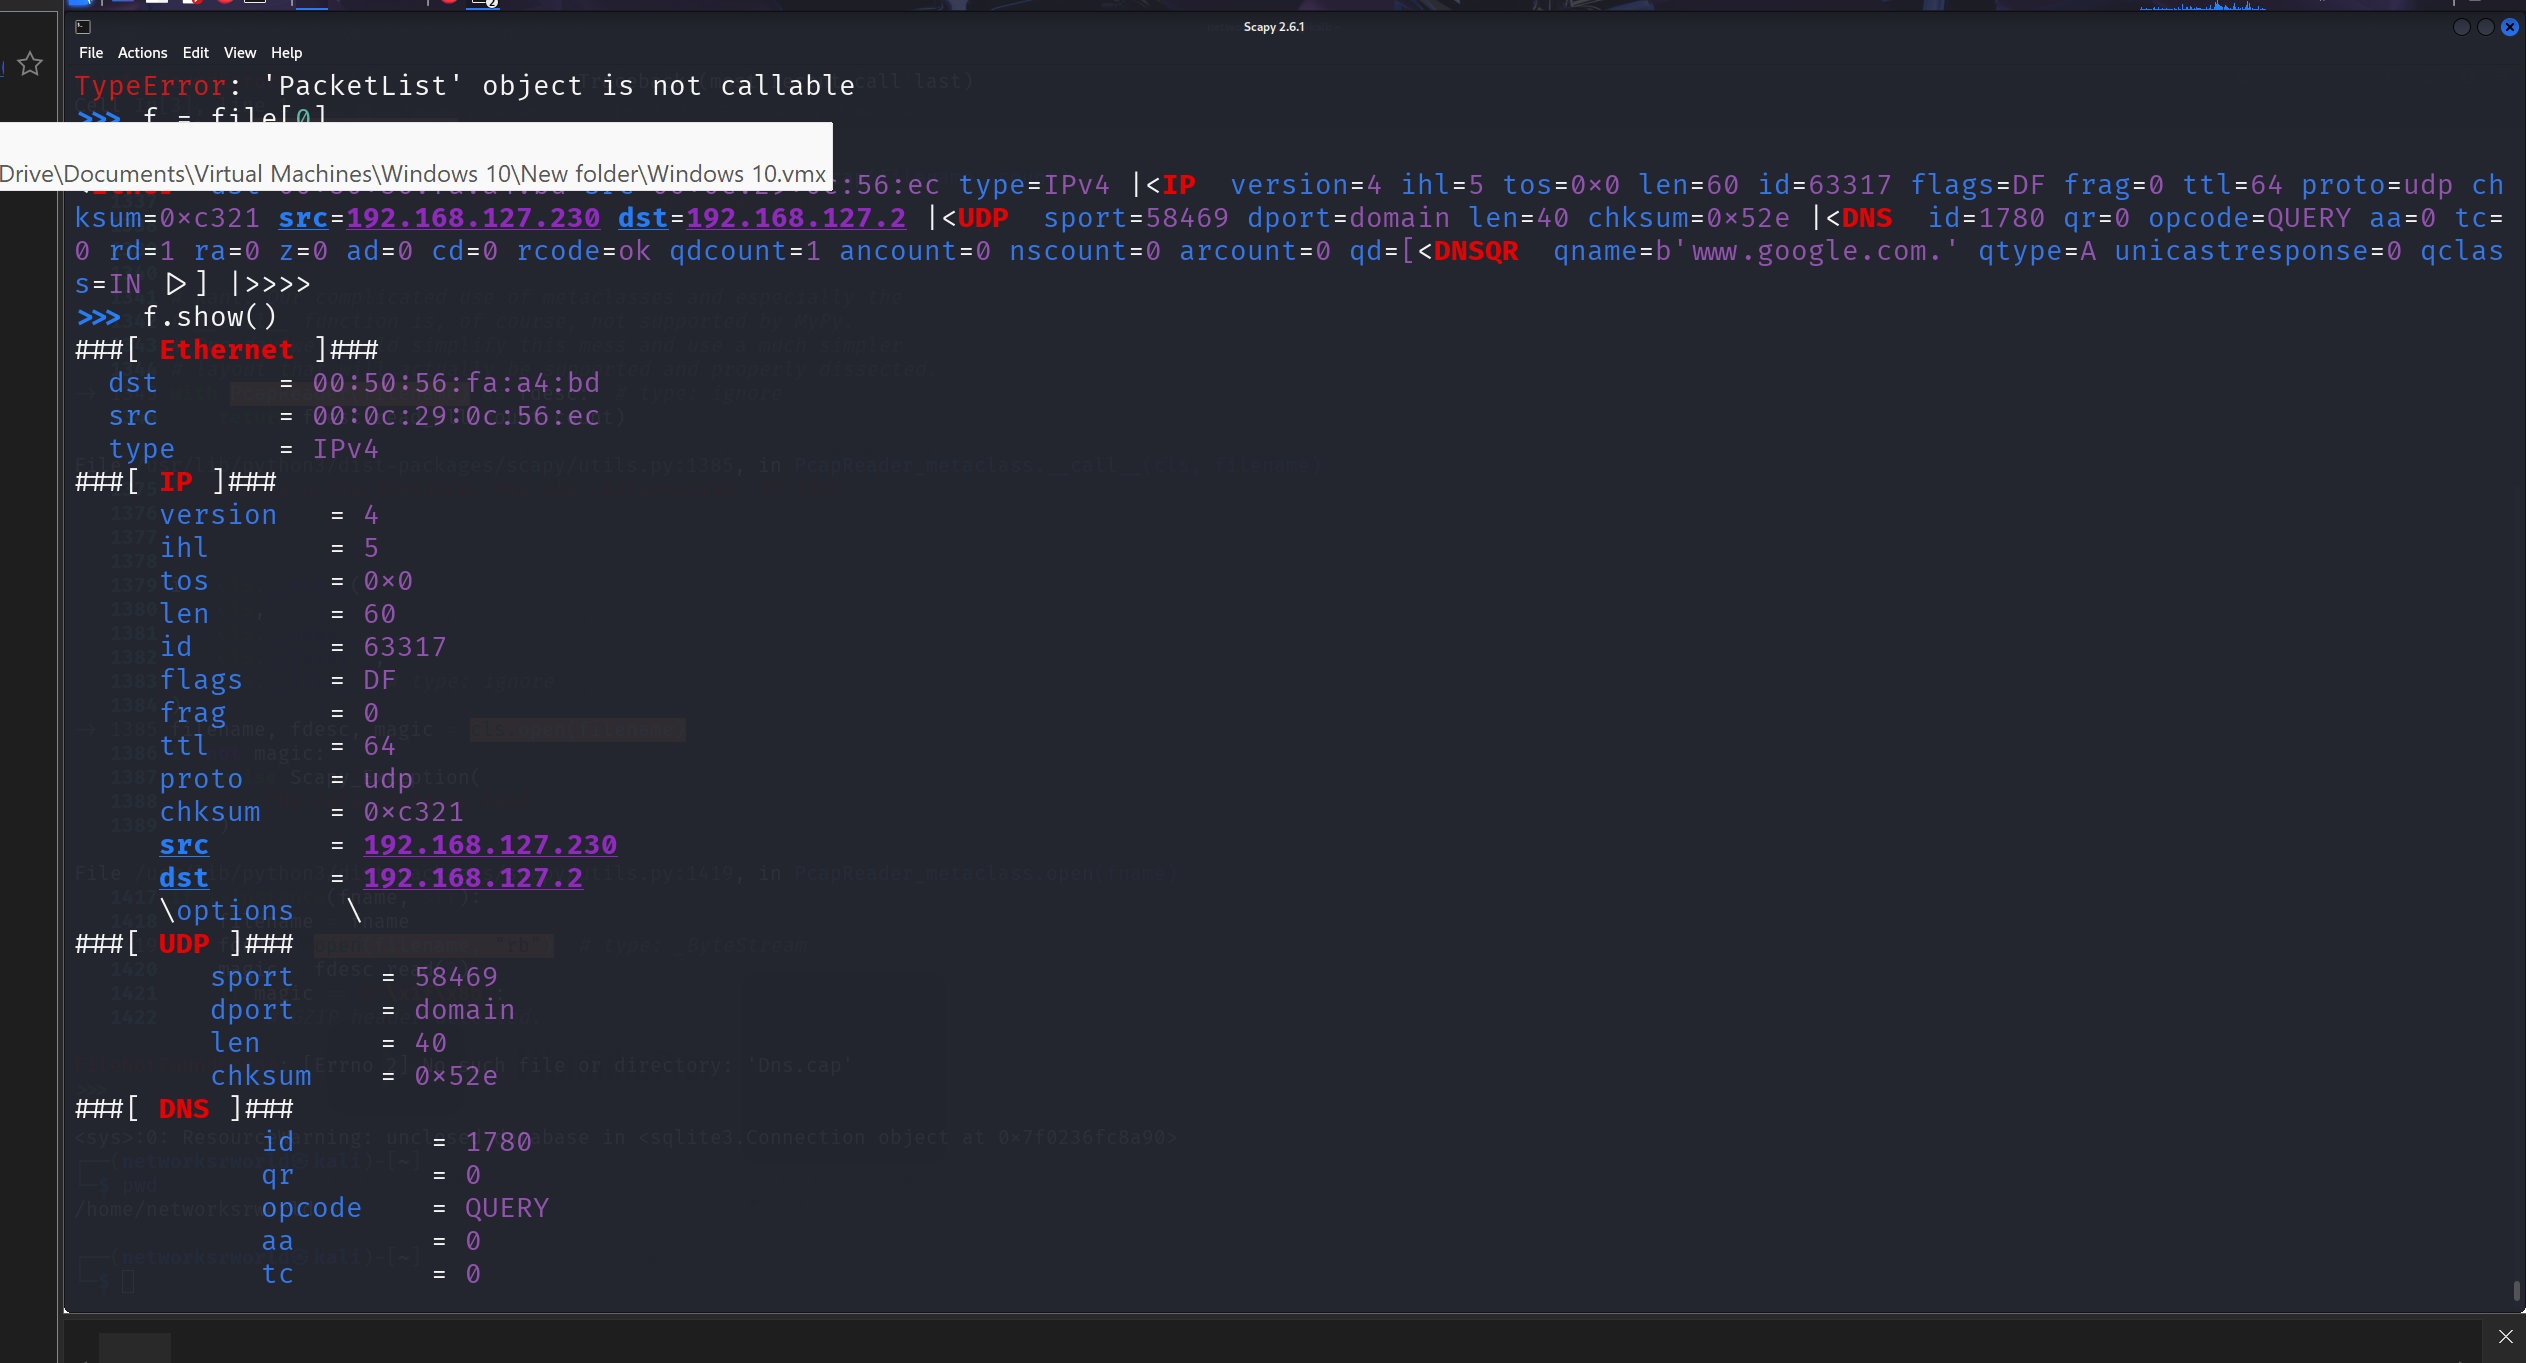 Scapy 2.6.1
File Actions Edit View Help
TypeError: 'PacketList' object is not callable
>>> f = file[0]
Drive\Documents\Virtual Machines\Windows 10\New folder\Windows 10.vmx
:56:ec type=IPv4 |<IP version=4 ihl=5 tos=0x0 len=60 id=63317 flags=DF frag=0 ttl=64 proto=udp ch
ksum=0xc321 src=192.168.127.230 dst=192.168.127.2 |<UDP sport=58469 dport=domain len=40 chksum=0x52e |<DNS id=1780 qr=0 opcode=QUERY aa=0 tc=
0 rd=1 ra=0 z=0 ad=0 cd=0 rcode=ok qdcount=1 ancount=0 nscount=0 arcount=0 qd=[<DNSQR qname=b'www.google.com.' qtype=A unicastresponse=0 qclas
s=IN |>] |>>>>
>>> f.show()
###[ Ethernet ]###
dst = 00:50:56:fa:a4:bd
src = 00:0c:29:0c:56:ec
type = IPv4
###[ IP ]###
version = 4
ihl = 5
tos = 0x0
len = 60
id = 63317
flags = DF
frag = 0
ttl = 64
proto = udp
chksum = 0xc321
src = 192.168.127.230
dst = 192.168.127.2
\options \
###[ UDP ]###
sport = 58469
dport = domain
len = 40
chksum = 0x52e
###[ DNS ]###
id = 1780
qr = 0
opcode = QUERY
aa = 0
tc = 0